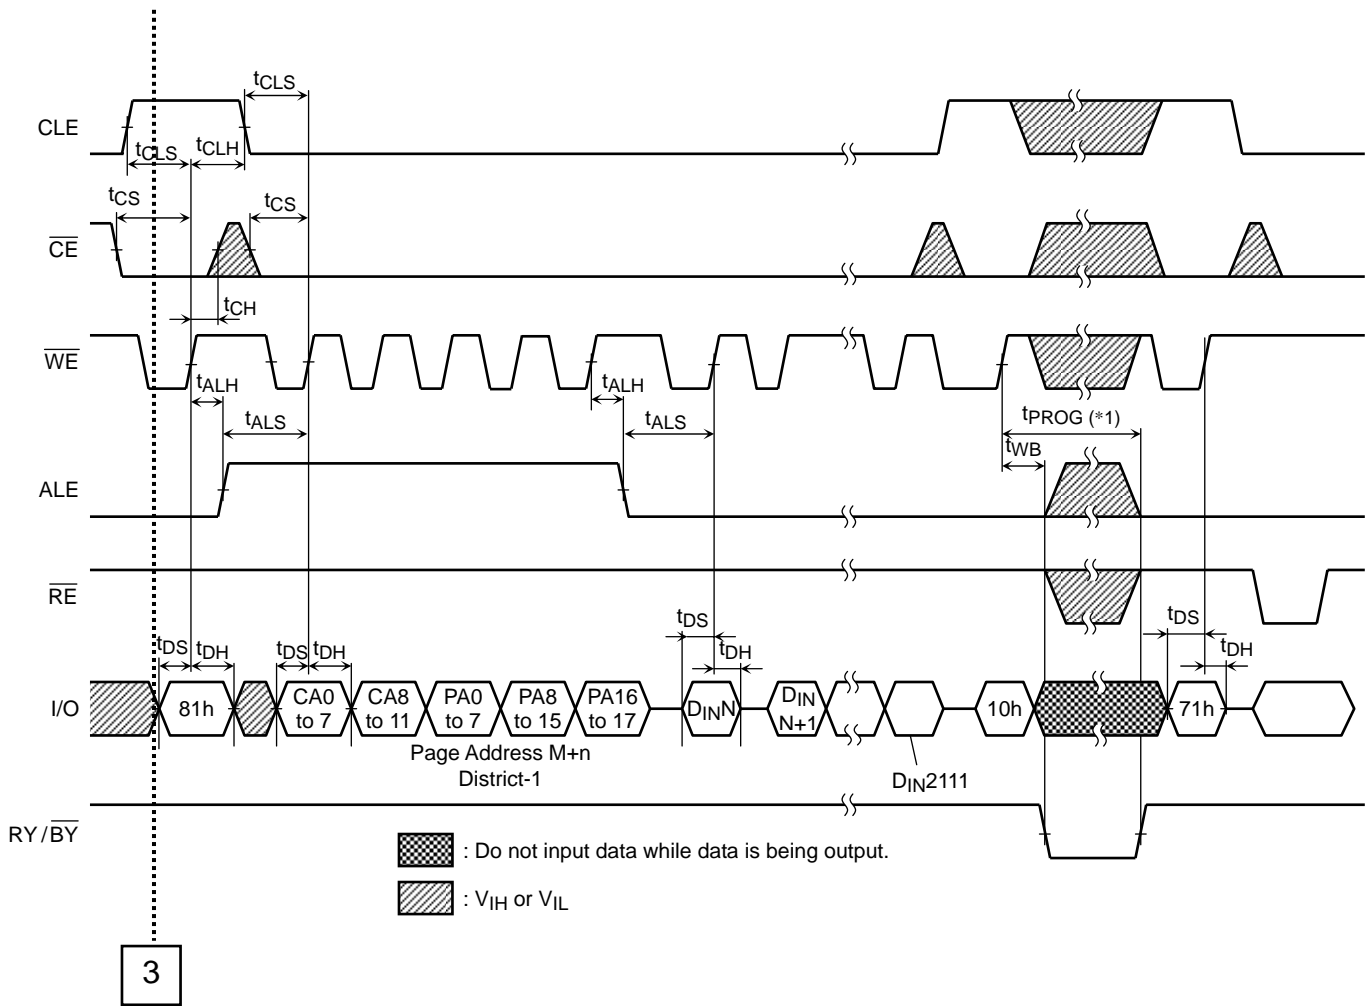 tCLS
CLE
tCLS
tCLH
tCS
tCS
CE
tCH
WE
tALH
tALH
tALS
tALS
tPROG (*1)
tWB
ALE
RE
tDS
tDH
tDS
tDH
tDS
tDH
tDS
tDH
I/O
81h
CA0
to 7
CA8
to 11
PA0
to 7
PA8
to 15
PA16
to 17
DINN
DIN
N+1
10h
71h
Page Address M+n
District-1
DIN2111
RY/BY
: Do not input data while data is being output.
: VIH or VIL
3